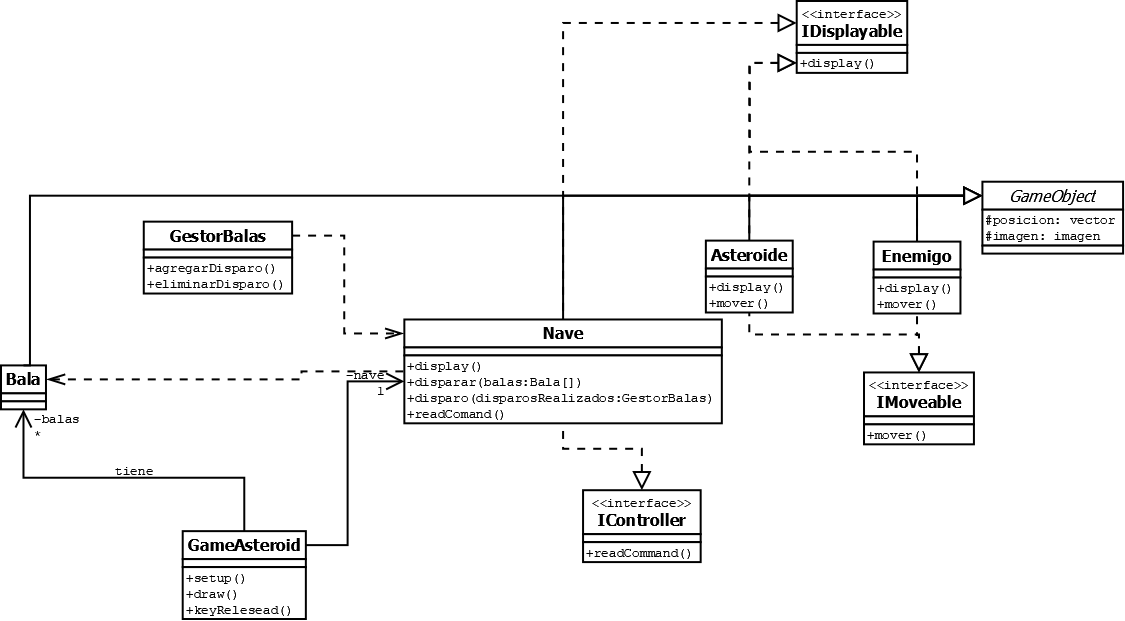 <<interface>>
IDisplayable
+display()
GameObject
#posicion: vector
#imagen: imagen
GestorBalas
+agregarDisparo()
+eliminarDisparo()
Asteroide
+display()
+mover()
Enemigo
+display()
+mover()
Nave
+display()
+disparar(balas:Bala[])
+disparo(disparosRealizados:GestorBalas)
+readComand()
Bala
-nave
1
-balas
*
<<interface>>
IMoveable
+mover()
tiene
<<interface>>
IController
+readCommand()
GameAsteroid
+setup()
+draw()
+keyRelesead()